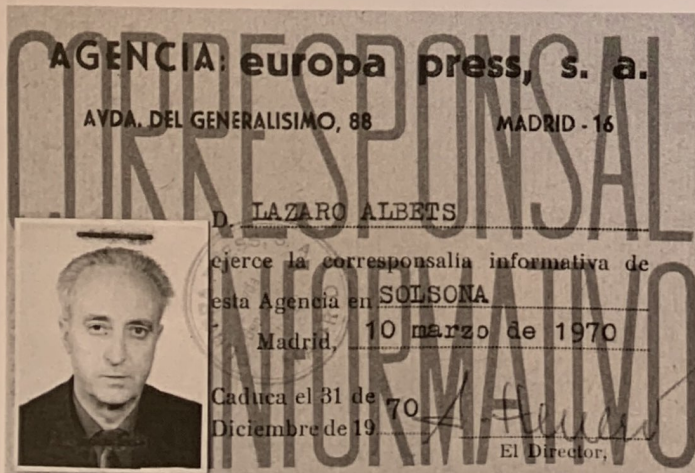 CORRESPONSAL
INFORMATIVO
AGENCIA: europa press, s. a.
AVDA. DEL GENERALISIMO, 88 MADRID - 16
D. LAZARO ALBETS
ejerce la corresponsalía informativa de
esta Agencia en SOLSONA
Madrid, 10 marzo de 1970
Caduca el 31 de
Diciembre de 19 70
El Director,